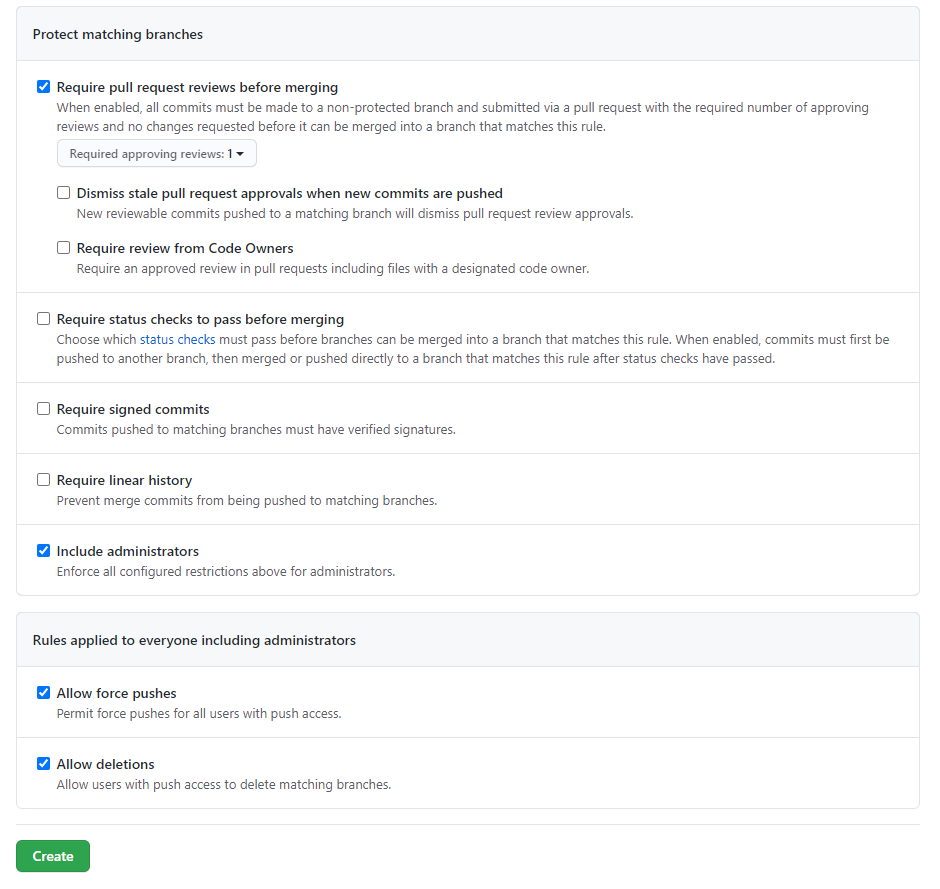 Protect matching branches
Require pull request reviews before merging
When enabled, all commits must be made to a non-protected branch and submitted via a pull request with the required number of approving
reviews and no changes requested before it can be merged into a branch that matches this rule.
Required approving reviews: 1
Dismiss stale pull request approvals when new commits are pushed
New reviewable commits pushed to a matching branch will dismiss pull request review approvals.
Require review from Code Owners
Require an approved review in pull requests including files with a designated code owner.
Require status checks to pass before merging
Choose which status checks must pass before branches can be merged into a branch that matches this rule. When enabled, commits must first be
pushed to another branch, then merged or pushed directly to a branch that matches this rule after status checks have passed.
Require signed commits
Commits pushed to matching branches must have verified signatures.
Require linear history
Prevent merge commits from being pushed to matching branches.
Include administrators
Enforce all configured restrictions above for administrators.
Rules applied to everyone including administrators
Allow force pushes
Permit force pushes for all users with push access.
Allow deletions
Allow users with push access to delete matching branches.
Create